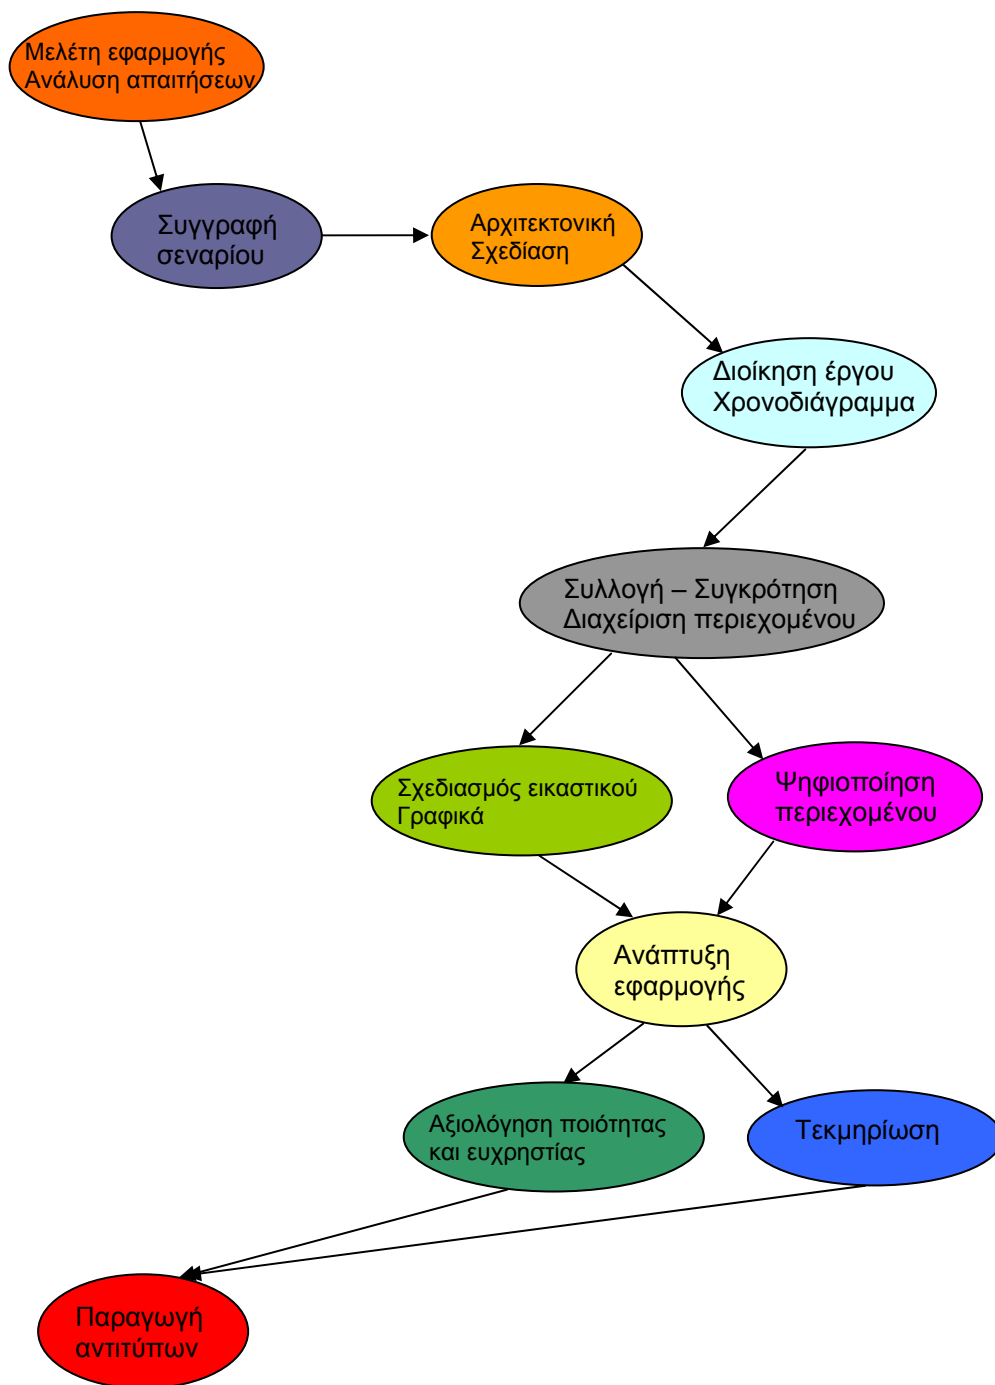 Μελέτη εφαρμογής
Ανάλυση απαιτήσεων
Συγγραφή
σεναρίου
Αρχιτεκτονική
Σχεδίαση
Διοίκηση έργου
Χρονοδιάγραμμα
Συλλογή – Συγκρότηση
Διαχείριση περιεχομένου
Σχεδιασμός εικαστικού
Γραφικά
Ψηφιοποίηση
περιεχομένου
Ανάπτυξη
εφαρμογής
Αξιολόγηση ποιότητας
και ευχρηστίας
Τεκμηρίωση
Παραγωγή
αντιτύπων